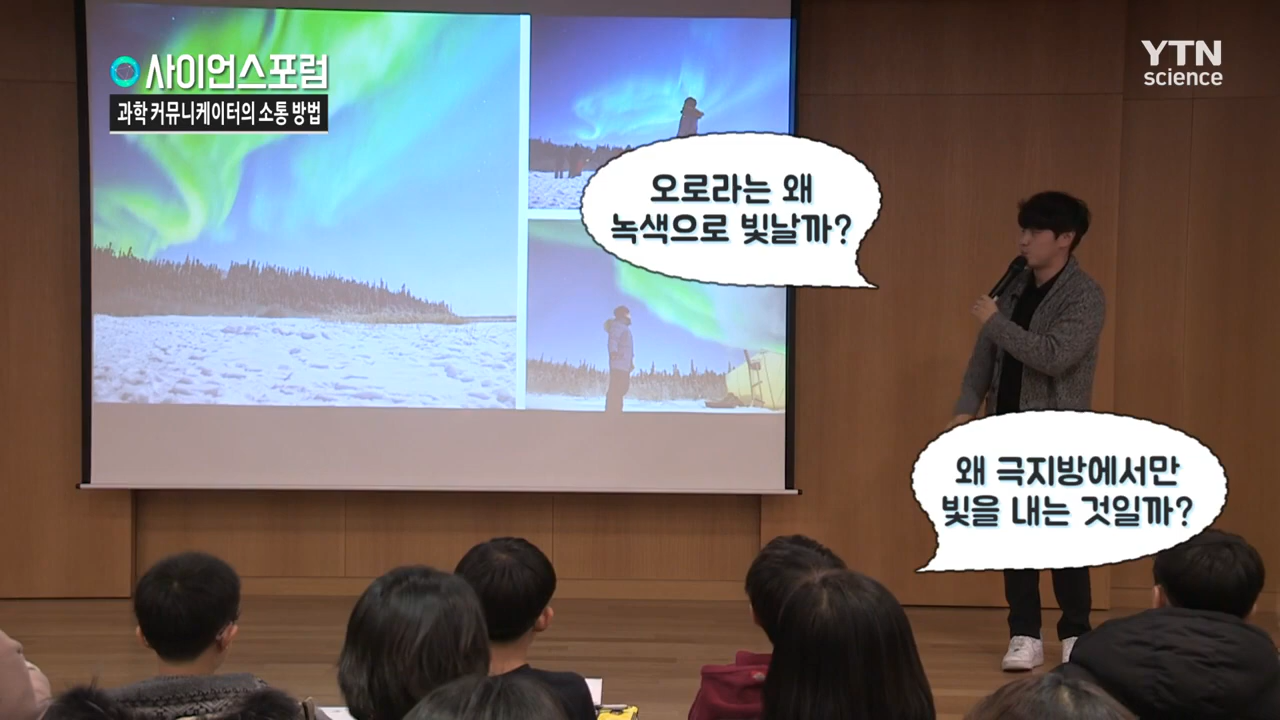 사이언스포럼
과학 커뮤니케이터의 소통 방법
YTN
science
오로라는 왜
녹색으로 빛날까?
왜 극지방에서만
빛을 내는 것일까?